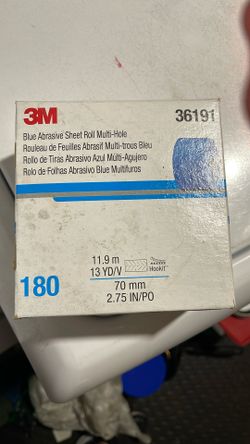 3M
36191
Blue Abrasive Sheet Roll Multi-Hole
Rouleau de Feuilles Abrasif Multi-trous Bleu
Rollo de Tiras Abrasivo Azul Múlti-Agujero
Rolo de Folhas Abrasivo Blue Multifuros
180
11.9 m
13 YD/V
Hookit
70 mm
2.75 IN/PO